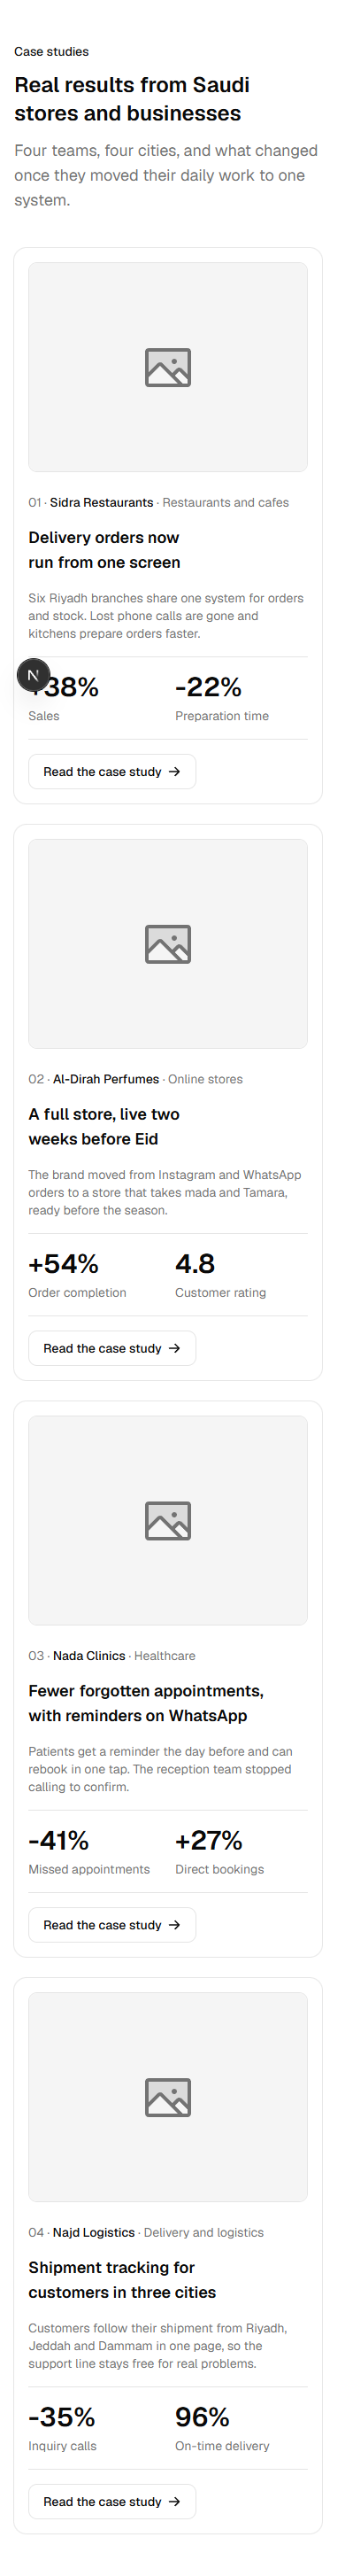 Case studies
Real results from Saudi
stores and businesses
Four teams, four cities, and what changed
once they moved their daily work to one
system.
01 · Sidra Restaurants · Restaurants and cafes
Delivery orders now
run from one screen
Six Riyadh branches share one system for orders
and stock. Lost phone calls are gone and
kitchens prepare orders faster.
N
38% -22%
Sales Preparation time
Read the case study →
02 · Al-Dirah Perfumes · Online stores
A full store, live two
weeks before Eid
The brand moved from Instagram and WhatsApp
orders to a store that takes mada and Tamara,
ready before the season.
+54% 4.8
Order completion Customer rating
Read the case study →
03 · Nada Clinics · Healthcare
Fewer forgotten appointments,
with reminders on WhatsApp
Patients get a reminder the day before and can
rebook in one tap. The reception team stopped
calling to confirm.
-41% +27%
Missed appointments Direct bookings
Read the case study →
04 · Najd Logistics · Delivery and logistics
Shipment tracking for
customers in three cities
Customers follow their shipment from Riyadh,
Jeddah and Dammam in one page, so the
support line stays free for real problems.
-35% 96%
Inquiry calls On-time delivery
Read the case study →